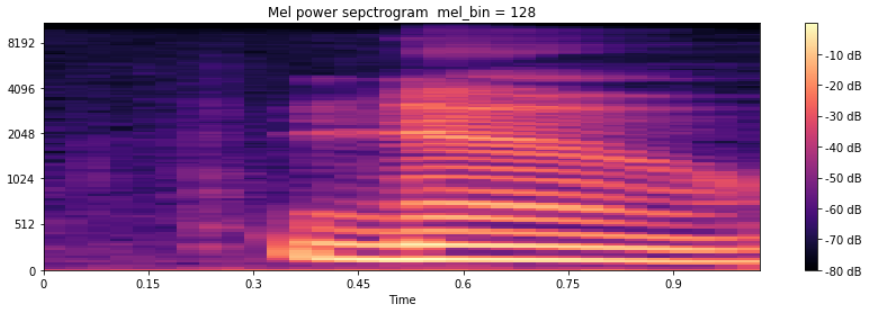 Mel power sepctrogram  mel_bin = 128
8192
4096
2048
1024
512
0
0
0.15
0.3
0.45
0.6
0.75
0.9
Time
-10 dB
-20 dB
-30 dB
-40 dB
-50 dB
-60 dB
-70 dB
-80 dB